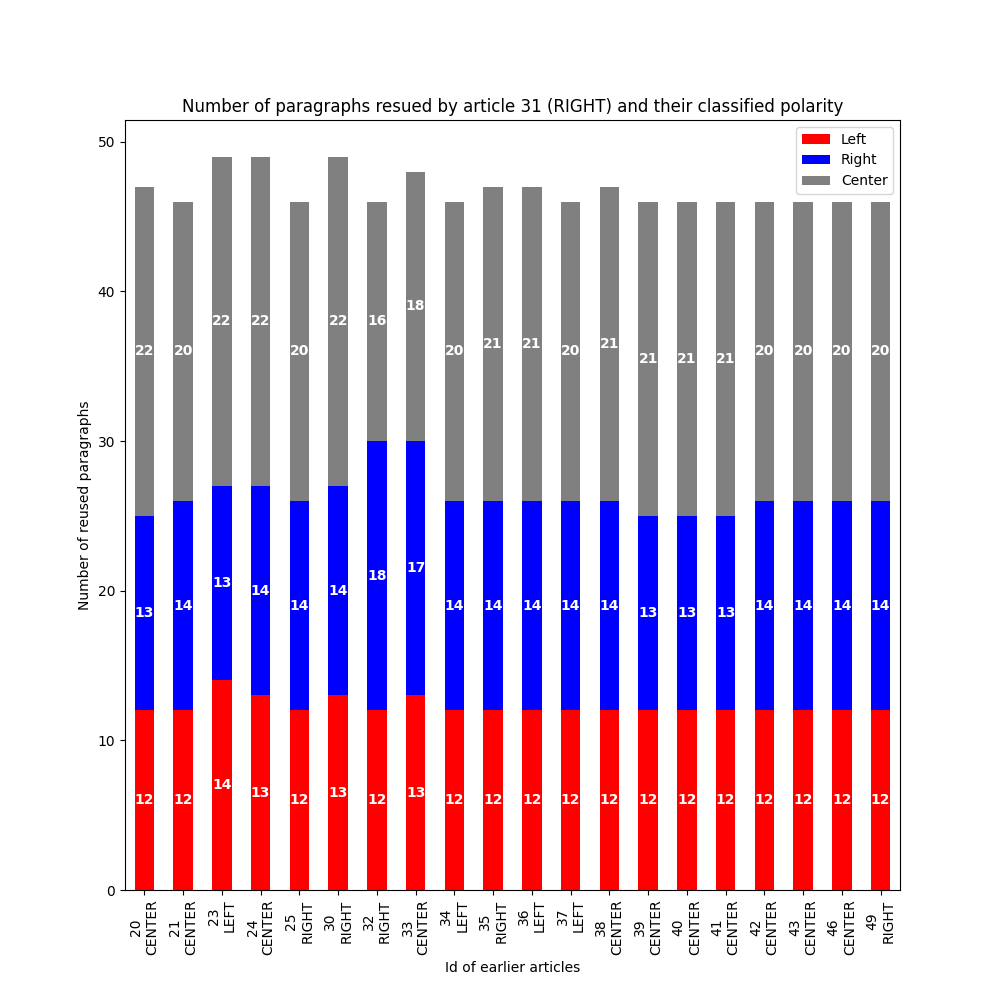 Number of paragraphs resued by article 31 (RIGHT) and their classified polarity
Left
Right
Center
Number of reused paragraphs
50
40
30
20
10
0
22 20 22 22 20 22 16 18 20 21 21 20 21 21 21 21 20 20 20 20
13 14 13 14 14 14 18 17 14 14 14 14 14 13 13 13 14 14 14 14
12 12 14 13 12 13 12 13 12 12 12 12 12 12 12 12 12 12 12 12
20
CENTER
21
CENTER
23
LEFT
24
CENTER
25
RIGHT
30
RIGHT
32
RIGHT
33
CENTER
34
LEFT
35
RIGHT
36
LEFT
37
LEFT
38
CENTER
39
CENTER
40
CENTER
41
CENTER
42
CENTER
43
CENTER
46
CENTER
49
RIGHT
Id of earlier articles